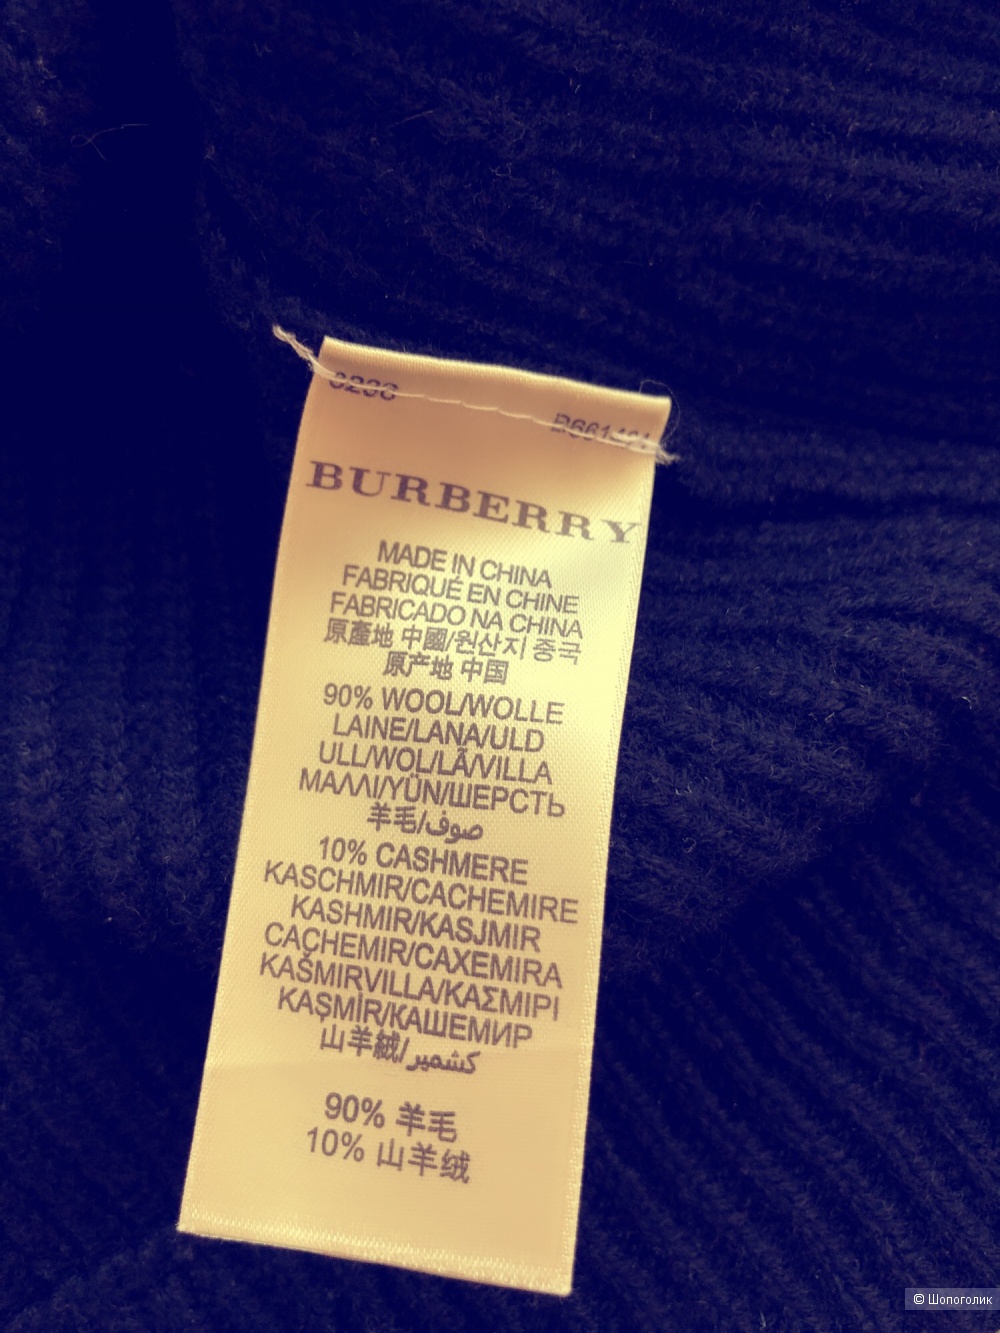 BURBERRY
MADE IN CHINA
FABRIQUÉ EN CHINE
FABRICADO NA CHINA
原產地 中國/원산지 중국
原产地 中国
90% WOOL/WOLLE
LAINE/LANA/ULD
ULL/WOL/LÃ/VILLA
ΜΑΛΛΙ/YÜN/ШЕРСТЬ
羊毛/صوف
10% CASHMERE
KASCHMIR/CACHEMIRE
KASHMIR/KASJMIR
CAÇHEMIR/CAXEMIRA
KAŠMIRVILLA/ΚΑΣΜΙΡΙ
KAŞMİR/КАШЕМИР
山羊絨/كشمير
90% 羊毛
10% 山羊绒
© Шопоголик